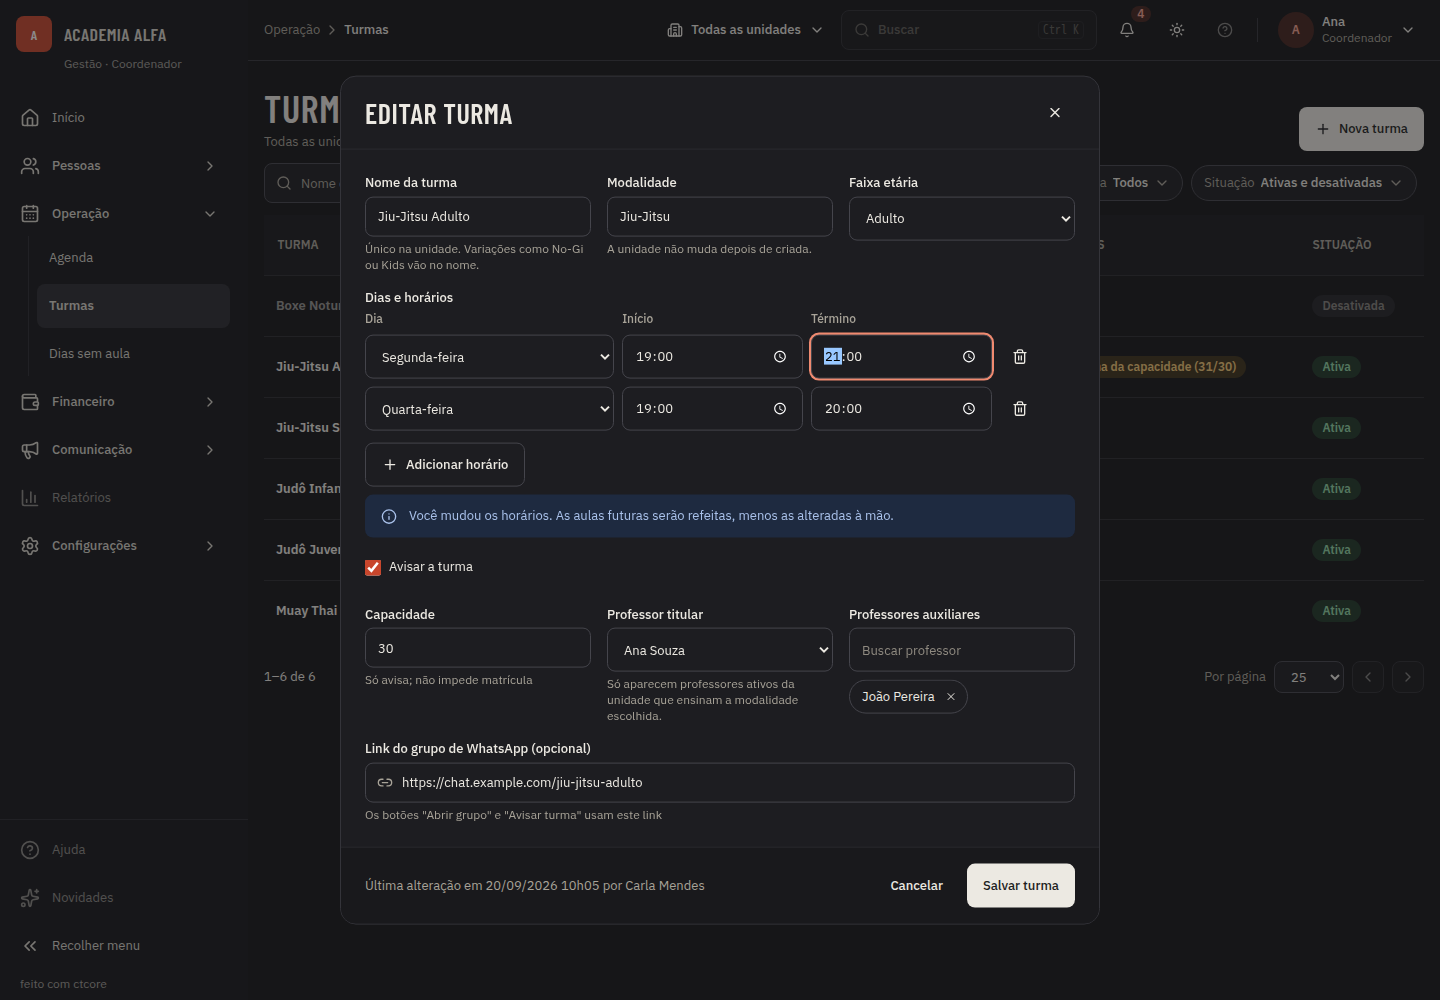 A
ACADEMIA ALFA
Gestão - Coordenador
Início
Pessoas
Operação
Agenda
Turmas
Dias sem aula
Financeiro
Comunicação
Relatórios
Configurações
Ajuda
Novidades
Recolher menu
feito com ctcore
Operação
Turmas
Todas as unidades
Buscar
Ctrl K
4
A
Ana
Coordenador
TURM
Todas as unid
Nova turma
Nome
Todos
Situação Ativas e desativadas
TURMA
SITUAÇÃO
Boxe Notur
Desativada
Jiu-Jitsu A
da capacidade (31/30)
Ativa
Jiu-Jitsu S
Ativa
Judô Infan
Ativa
Judô Juver
Ativa
Muay Thai
Ativa
1–6 de 6
Por página
25
EDITAR TURMA
Nome da turma
Jiu-Jitsu Adulto
Único na unidade. Variações como No-Gi
ou Kids vão no nome.
Modalidade
Jiu-Jitsu
A unidade não muda depois de criada.
Faixa etária
Adulto
Dias e horários
Dia
Início
Término
Segunda-feira
19:00
21:00
Quarta-feira
19:00
20:00
Adicionar horário
Você mudou os horários. As aulas futuras serão refeitas, menos as alteradas à mão.
Avisar a turma
Capacidade
30
Só avisa; não impede matrícula
Professor titular
Ana Souza
Só aparecem professores ativos da
unidade que ensinam a modalidade
escolhida.
Professores auxiliares
Buscar professor
João Pereira
Link do grupo de WhatsApp (opcional)
https://chat.example.com/jiu-jitsu-adulto
Os botões "Abrir grupo" e "Avisar turma" usam este link
Última alteração em 20/09/2026 10h05 por Carla Mendes
Cancelar
Salvar turma